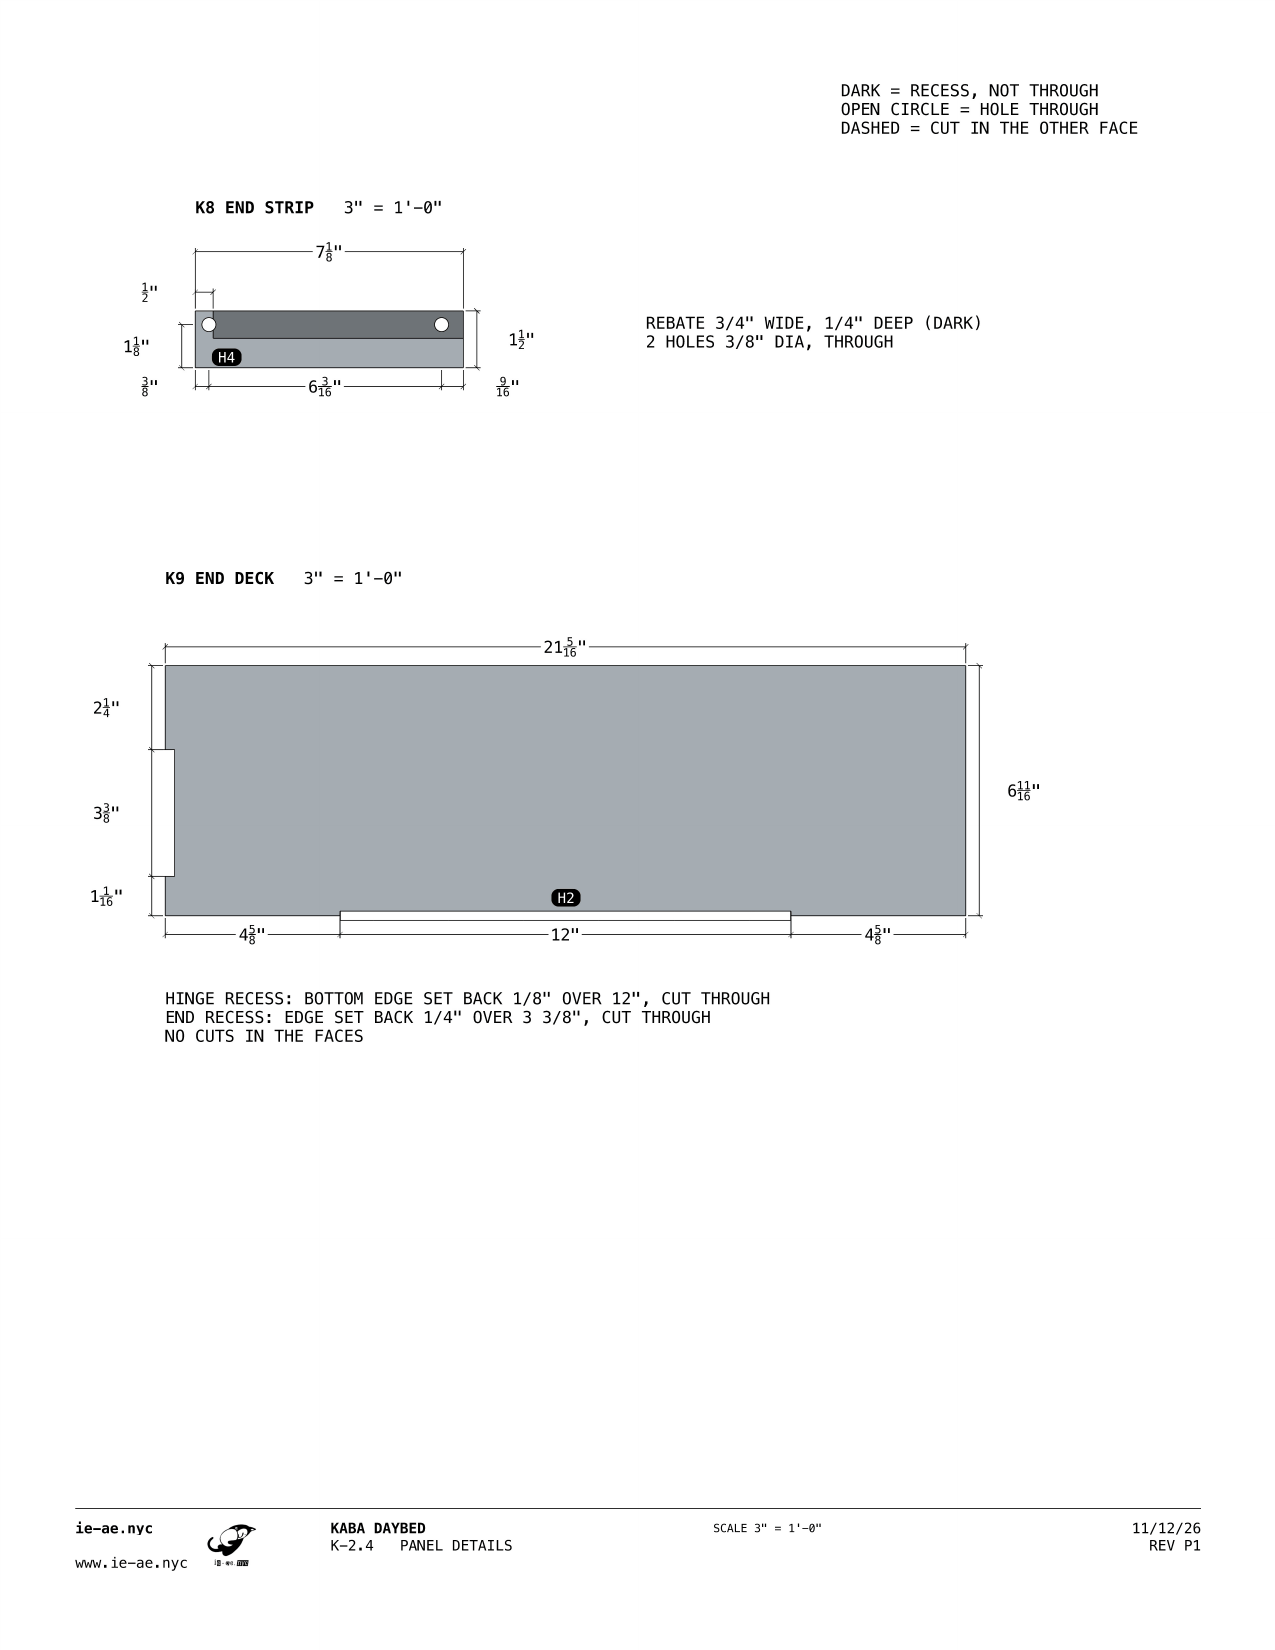 DARK = RECESS, NOT THROUGH
OPEN CIRCLE = HOLE THROUGH
DASHED = CUT IN THE OTHER FACE
K8 END STRIP 3" = 1'-0"
7 1/8"
1/2"
1 1/8"
H4
1 1/2"
REBATE 3/4" WIDE, 1/4" DEEP (DARK)
2 HOLES 3/8" DIA, THROUGH
3/8"
6 3/16"
9/16"
K9 END DECK 3" = 1'-0"
21 5/16"
2 1/4"
3 3/8"
6 11/16"
1 1/16"
H2
4 5/8"
12"
4 5/8"
HINGE RECESS: BOTTOM EDGE SET BACK 1/8" OVER 12", CUT THROUGH
END RECESS: EDGE SET BACK 1/4" OVER 3 3/8", CUT THROUGH
NO CUTS IN THE FACES
ie-ae.nyc
www.ie-ae.nyc
ie-ae.nyc
KABA DAYBED
K-2.4 PANEL DETAILS
SCALE 3" = 1'-0"
11/12/26
REV P1